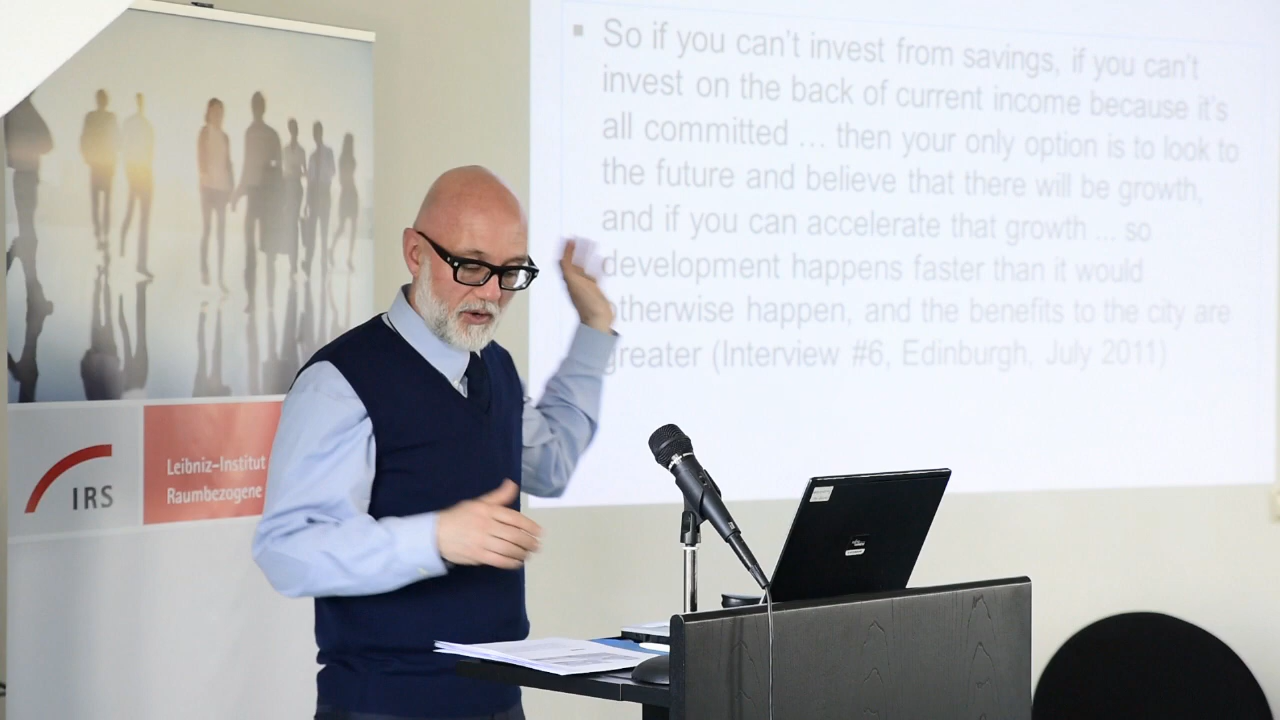 So if you can't invest from savings, if you can't
invest on the back of current income because it's
all committed ... then your only option is to look to
the future and believe that there will be growth,
and if you can accelerate that growth ... so
development happens faster than it would
otherwise happen, and the benefits to the city are
greater (Interview #6, Edinburgh, July 2011)
IRS
Leibniz-Institut
Raumbezogene